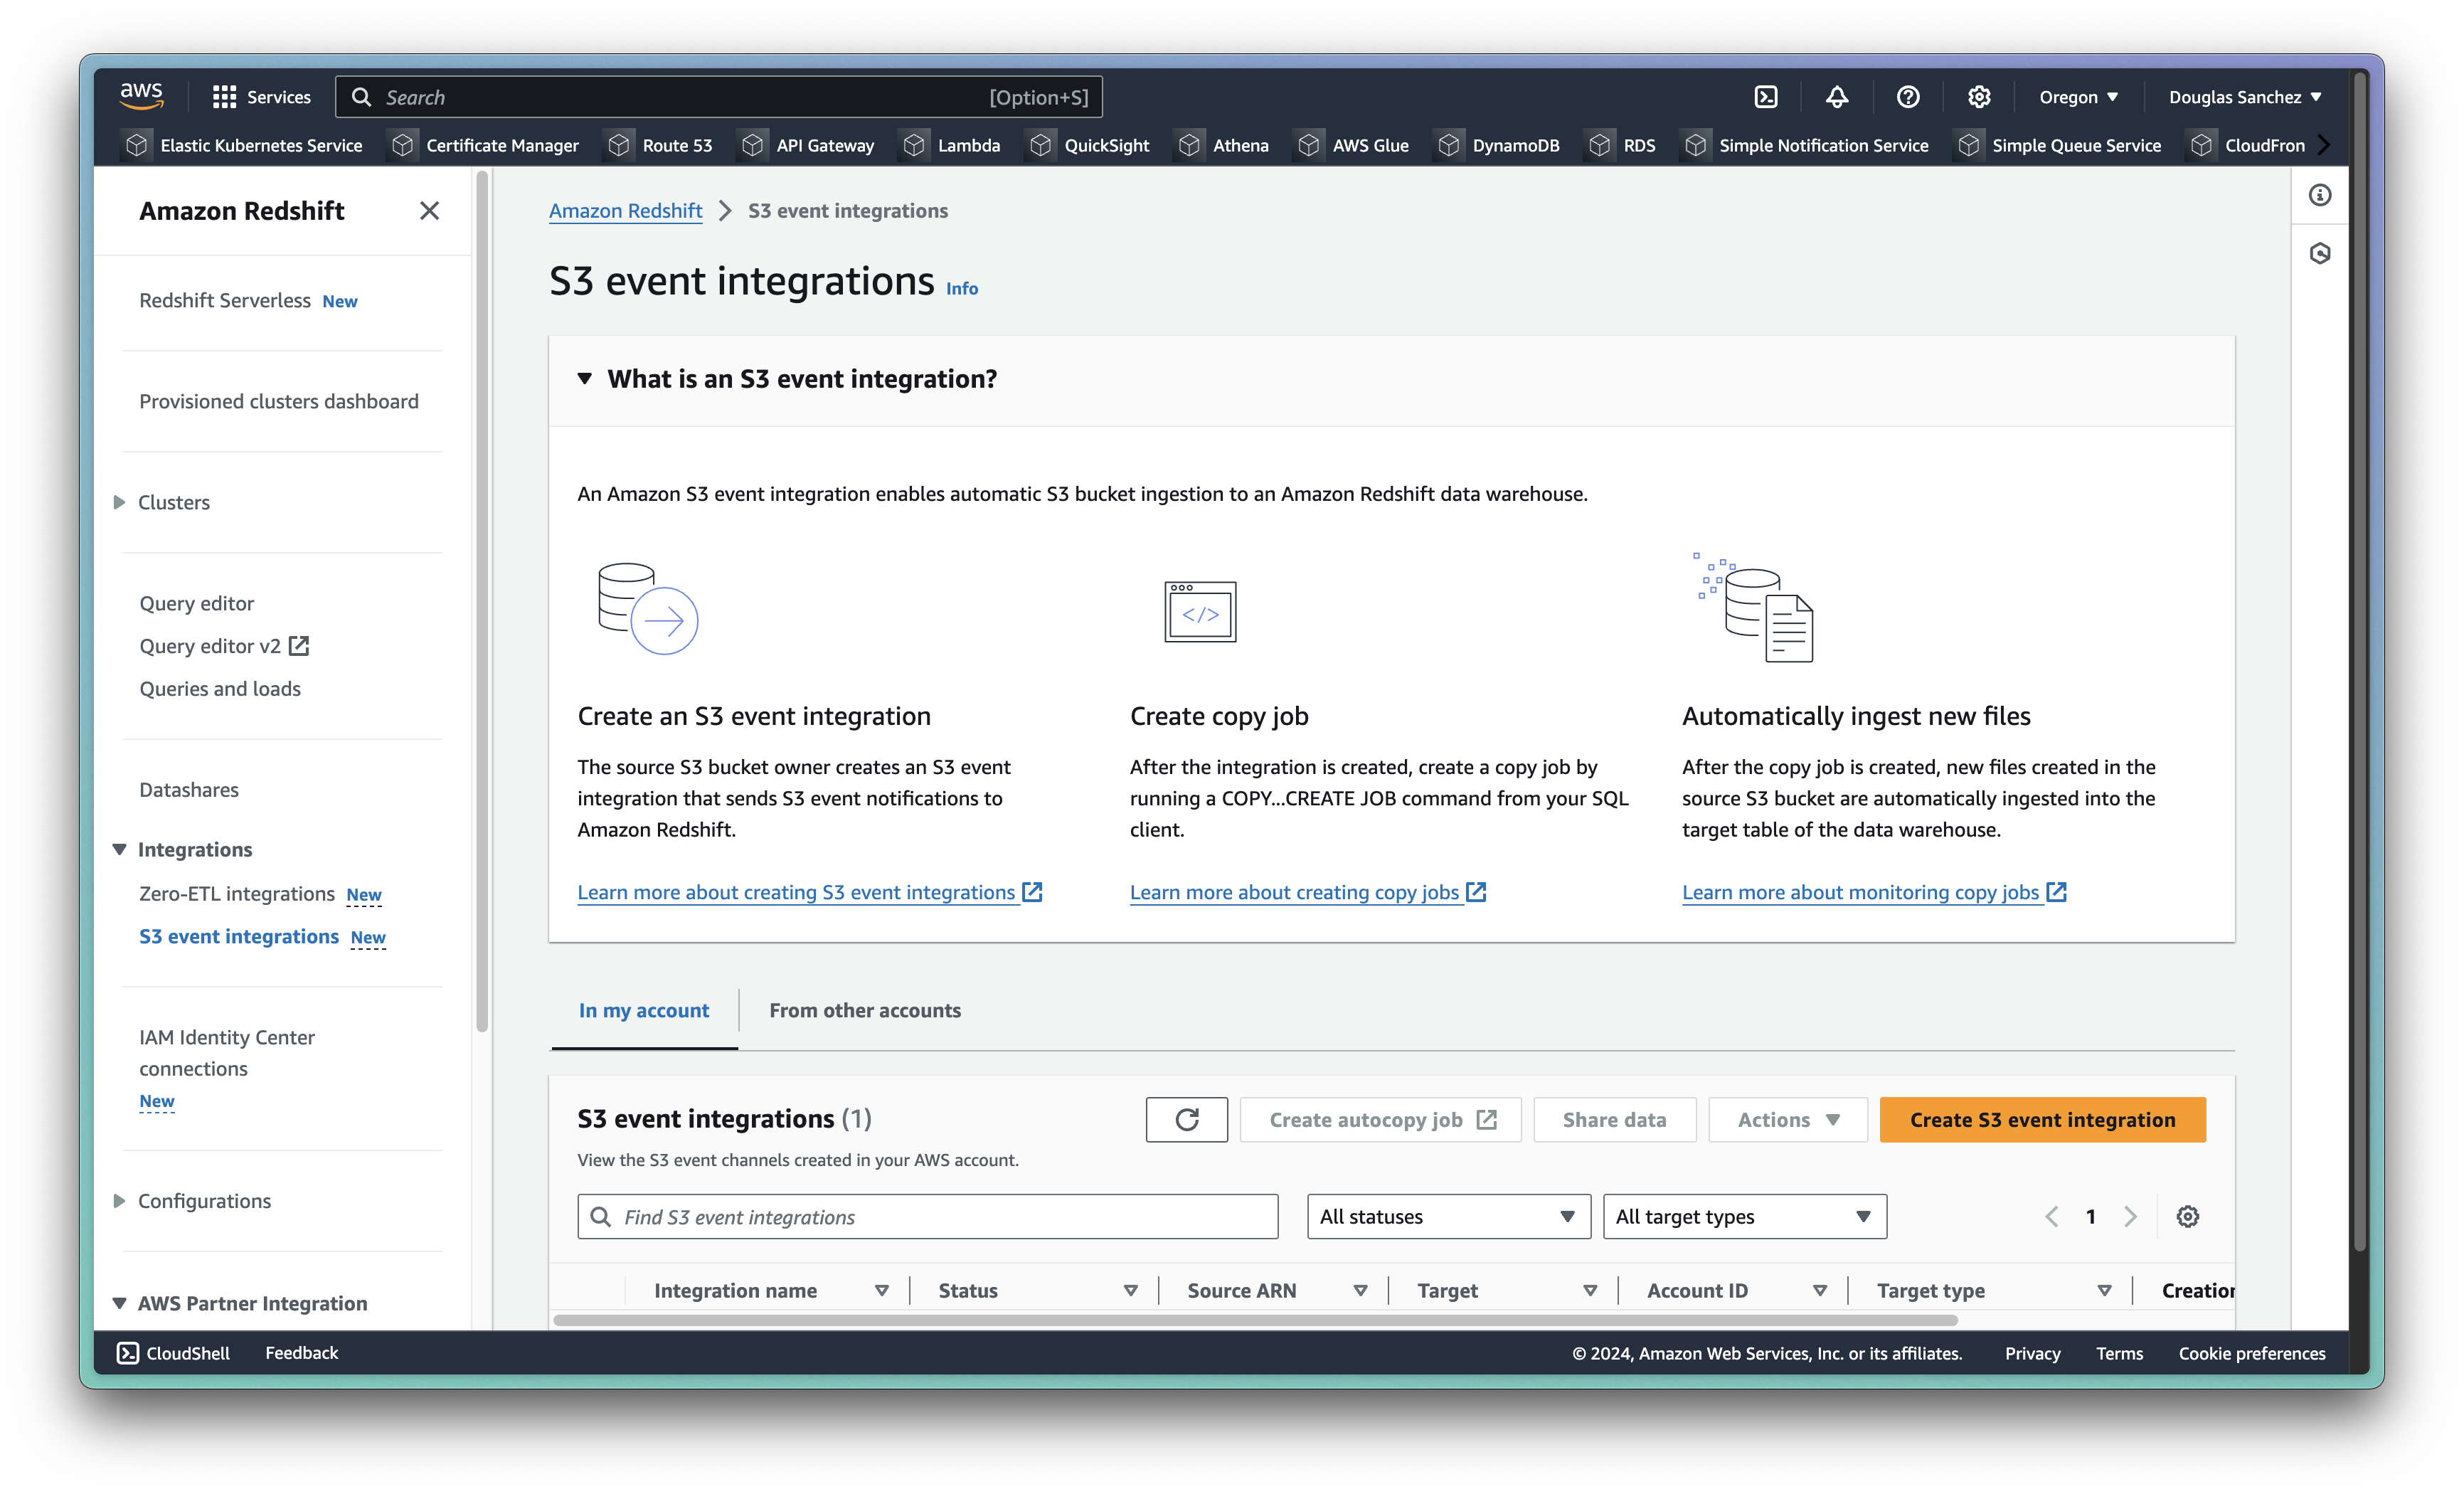 aws
Services
Search [Option+S]
Oregon
Douglas Sanchez
Elastic Kubernetes Service
Certificate Manager
Route 53
API Gateway
Lambda
QuickSight
Athena
AWS Glue
DynamoDB
RDS
Simple Notification Service
Simple Queue Service
CloudFron
Amazon Redshift
Redshift Serverless New
Provisioned clusters dashboard
Clusters
Query editor
Query editor v2
Queries and loads
Datashares
Integrations
Zero-ETL integrations New
S3 event integrations New
IAM Identity Center
connections
New
Configurations
AWS Partner Integration
Amazon Redshift > S3 event integrations
S3 event integrations Info
What is an S3 event integration?
An Amazon S3 event integration enables automatic S3 bucket ingestion to an Amazon Redshift data warehouse.
</>
Create an S3 event integration
The source S3 bucket owner creates an S3 event
integration that sends S3 event notifications to
Amazon Redshift.
Learn more about creating S3 event integrations
Create copy job
After the integration is created, create a copy job by
running a COPY...CREATE JOB command from your SQL
client.
Learn more about creating copy jobs
Automatically ingest new files
After the copy job is created, new files created in the
source S3 bucket are automatically ingested into the
target table of the data warehouse.
Learn more about monitoring copy jobs
In my account
From other accounts
S3 event integrations (1)
View the S3 event channels created in your AWS account.
Create autocopy job
Share data
Actions
Create S3 event integration
Find S3 event integrations
All statuses
All target types
1
Integration name
Status
Source ARN
Target
Account ID
Target type
Creation
CloudShell
Feedback
© 2024, Amazon Web Services, Inc. or its affiliates.
Privacy
Terms
Cookie preferences